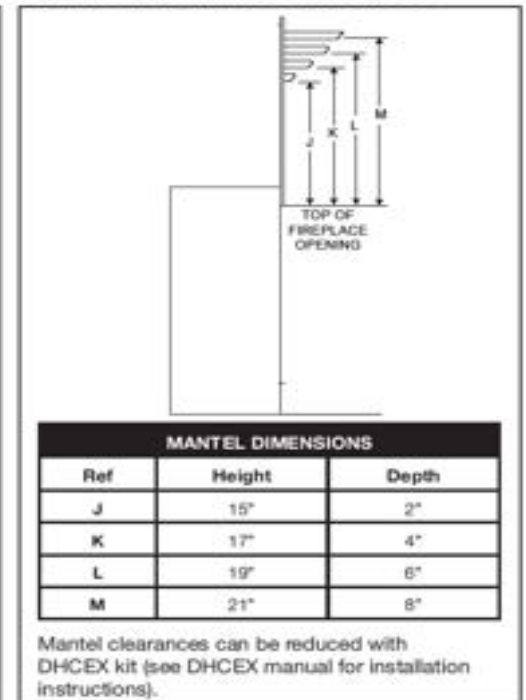 M
L
K
J
TOP OF
FIREPLACE
OPENING
MANTEL DIMENSIONS
Ref Height Depth
J 15" 2"
K 17" 4"
L 19" 6"
M 21" 8"
Mantel clearances can be reduced with
DHCEX kit (see DHCEX manual for installation
instructions).